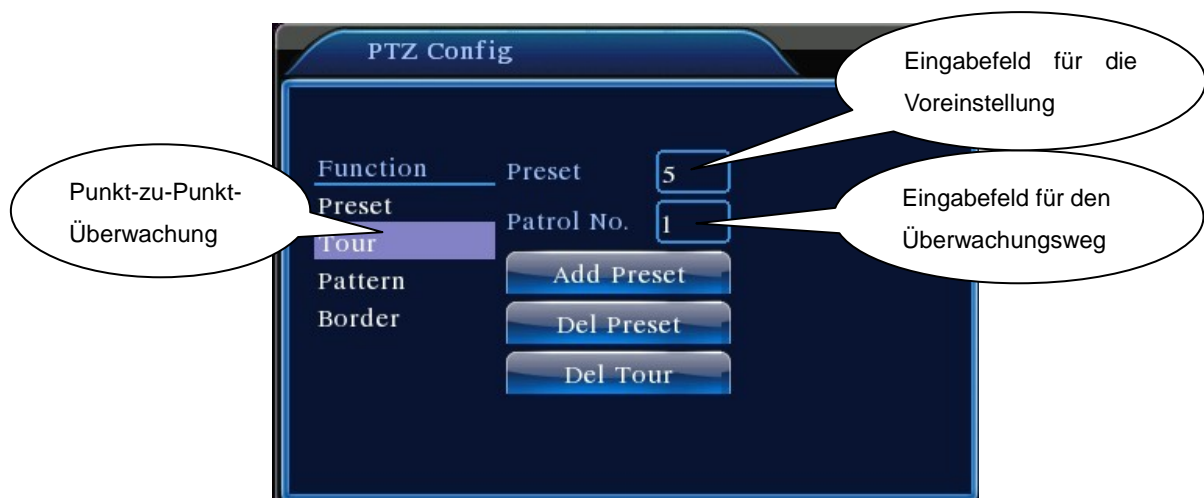 PTZ Config
Eingabefeld für die
Voreinstellung
Function
Preset
Tour
Pattern
Border
Preset 5
Patrol No. 1
Add Preset
Del Preset
Del Tour
Punkt-zu-Punkt-
Überwachung
Eingabefeld für den
Überwachungsweg